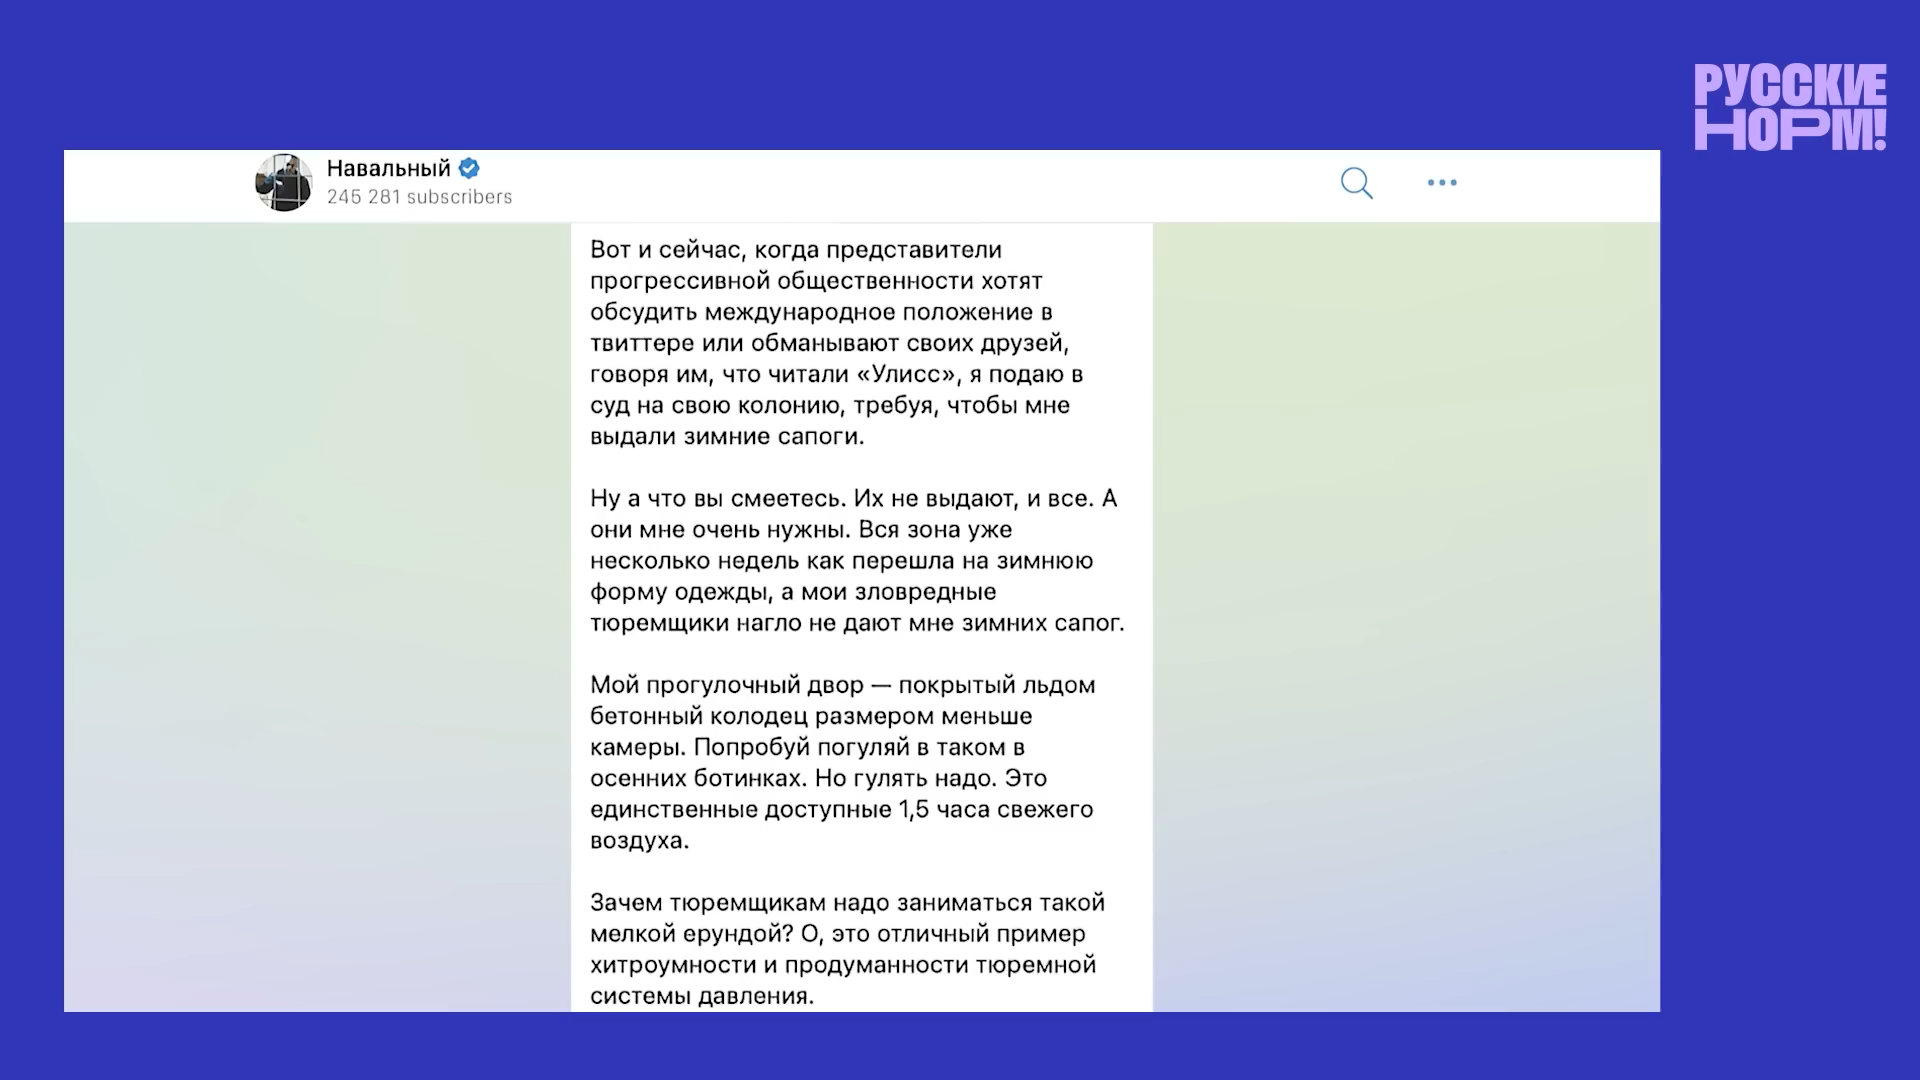 РУССКИЕ
НОРМ!
Навальный
245 281 subscribers
Вот и сейчас, когда представители
прогрессивной общественности хотят
обсудить международное положение в
твиттере или обманывают своих друзей,
говоря им, что читали «Улисс», я подаю в
суд на свою колонию, требуя, чтобы мне
выдали зимние сапоги.
Ну а что вы смеетесь. Их не выдают, и все. А
они мне очень нужны. Вся зона уже
несколько недель как перешла на зимнюю
форму одежды, а мои зловредные
тюремщики нагло не дают мне зимних сапог.
Мой прогулочный двор — покрытый льдом
бетонный колодец размером меньше
камеры. Попробуй погуляй в таком в
осенних ботинках. Но гулять надо. Это
единственные доступные 1,5 часа свежего
воздуха.
Зачем тюремщикам надо заниматься такой
мелкой ерундой? О, это отличный пример
хитроумности и продуманности тюремной
системы давления.